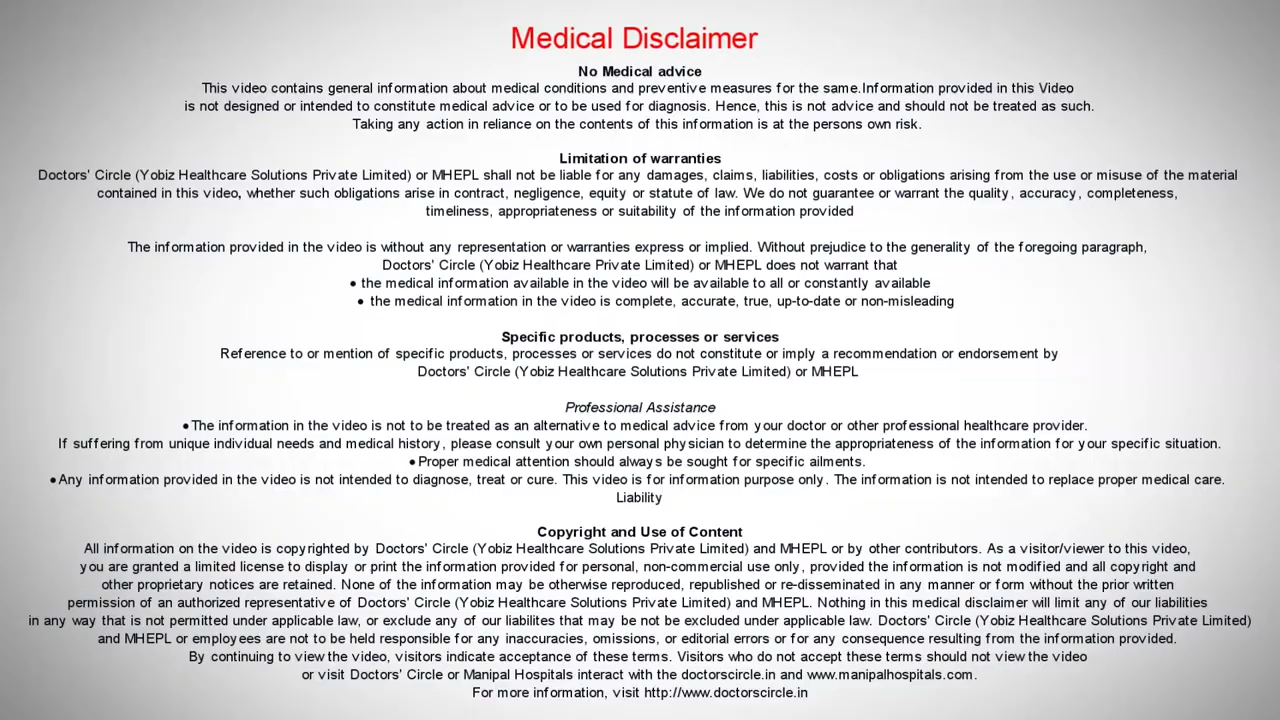 Medical Disclaimer
No Medical advice
This video contains general information about medical conditions and preventive measures for the same.Information provided in this Video
is not designed or intended to constitute medical advice or to be used for diagnosis. Hence, this is not advice and should not be treated as such.
Taking any action in reliance on the contents of this information is at the persons own risk.
Limitation of warranties
Doctors' Circle (Yobiz Healthcare Solutions Private Limited) or MHEPL shall not be liable for any damages, claims, liabilities, costs or obligations arising from the use or misuse of the material
contained in this video, whether such obligations arise in contract, negligence, equity or statute of law. We do not guarantee or warrant the quality, accuracy, completeness,
timeliness, appropriateness or suitability of the information provided
The information provided in the video is without any representation or warranties express or implied. Without prejudice to the generality of the foregoing paragraph,
Doctors' Circle (Yobiz Healthcare Private Limited) or MHEPL does not warrant that
• the medical information available in the video will be available to all or constantly available
• the medical information in the video is complete, accurate, true, up-to-date or non-misleading
Specific products, processes or services
Reference to or mention of specific products, processes or services do not constitute or imply a recommendation or endorsement by
Doctors' Circle (Yobiz Healthcare Solutions Private Limited) or MHEPL
Professional Assistance
•The information in the video is not to be treated as an alternative to medical advice from your doctor or other professional healthcare provider.
If suffering from unique individual needs and medical history, please consult your own personal physician to determine the appropriateness of the information for your specific situation.
•Proper medical attention should always be sought for specific ailments.
•Any information provided in the video is not intended to diagnose, treat or cure. This video is for information purpose only. The information is not intended to replace proper medical care.
Liability
Copyright and Use of Content
All information on the video is copyrighted by Doctors' Circle (Yobiz Healthcare Solutions Private Limited) and MHEPL or by other contributors. As a visitor/viewer to this video,
you are granted a limited license to display or print the information provided for personal, non-commercial use only, provided the information is not modified and all copyright and
other proprietary notices are retained. None of the information may be otherwise reproduced, republished or re-disseminated in any manner or form without the prior written
permission of an authorized representative of Doctors' Circle (Yobiz Healthcare Solutions Private Limited) and MHEPL. Nothing in this medical disclaimer will limit any of our liabilities
in any way that is not permitted under applicable law, or exclude any of our liabilites that may be not be excluded under applicable law. Doctors' Circle (Yobiz Healthcare Solutions Private Limited)
and MHEPL or employees are not to be held responsible for any inaccuracies, omissions, or editorial errors or for any consequence resulting from the information provided.
By continuing to view the video, visitors indicate acceptance of these terms. Visitors who do not accept these terms should not view the video
or visit Doctors' Circle or Manipal Hospitals interact with the doctorscircle.in and www.manipalhospitals.com.
For more information, visit http://www.doctorscircle.in